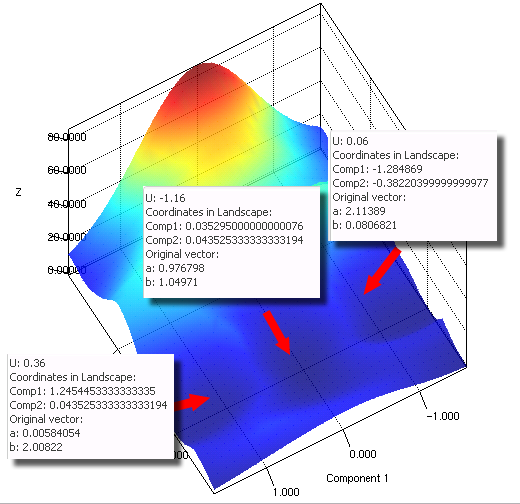 80.0000
60.0000
Z
40.0000
20.0000
0.00000
U: 0.06
Coordinates in Landscape:
Comp1: -1.284869
Comp2: -0.38220399999999977
Original vector:
a: 2.11389
b: 0.0806821
U: -1.16
Coordinates in Landscape:
Comp1: 0.035295000000000076
Comp2: 0.043525333333333194
Original vector:
a: 0.976798
b: 1.04971
U: 0.36
Coordinates in Landscape:
Comp1: 1.2454453333333335
Comp2: 0.043525333333333194
Original vector:
a: 0.00584054
b: 2.00822
-1.000
0.000
Component 1
1.000